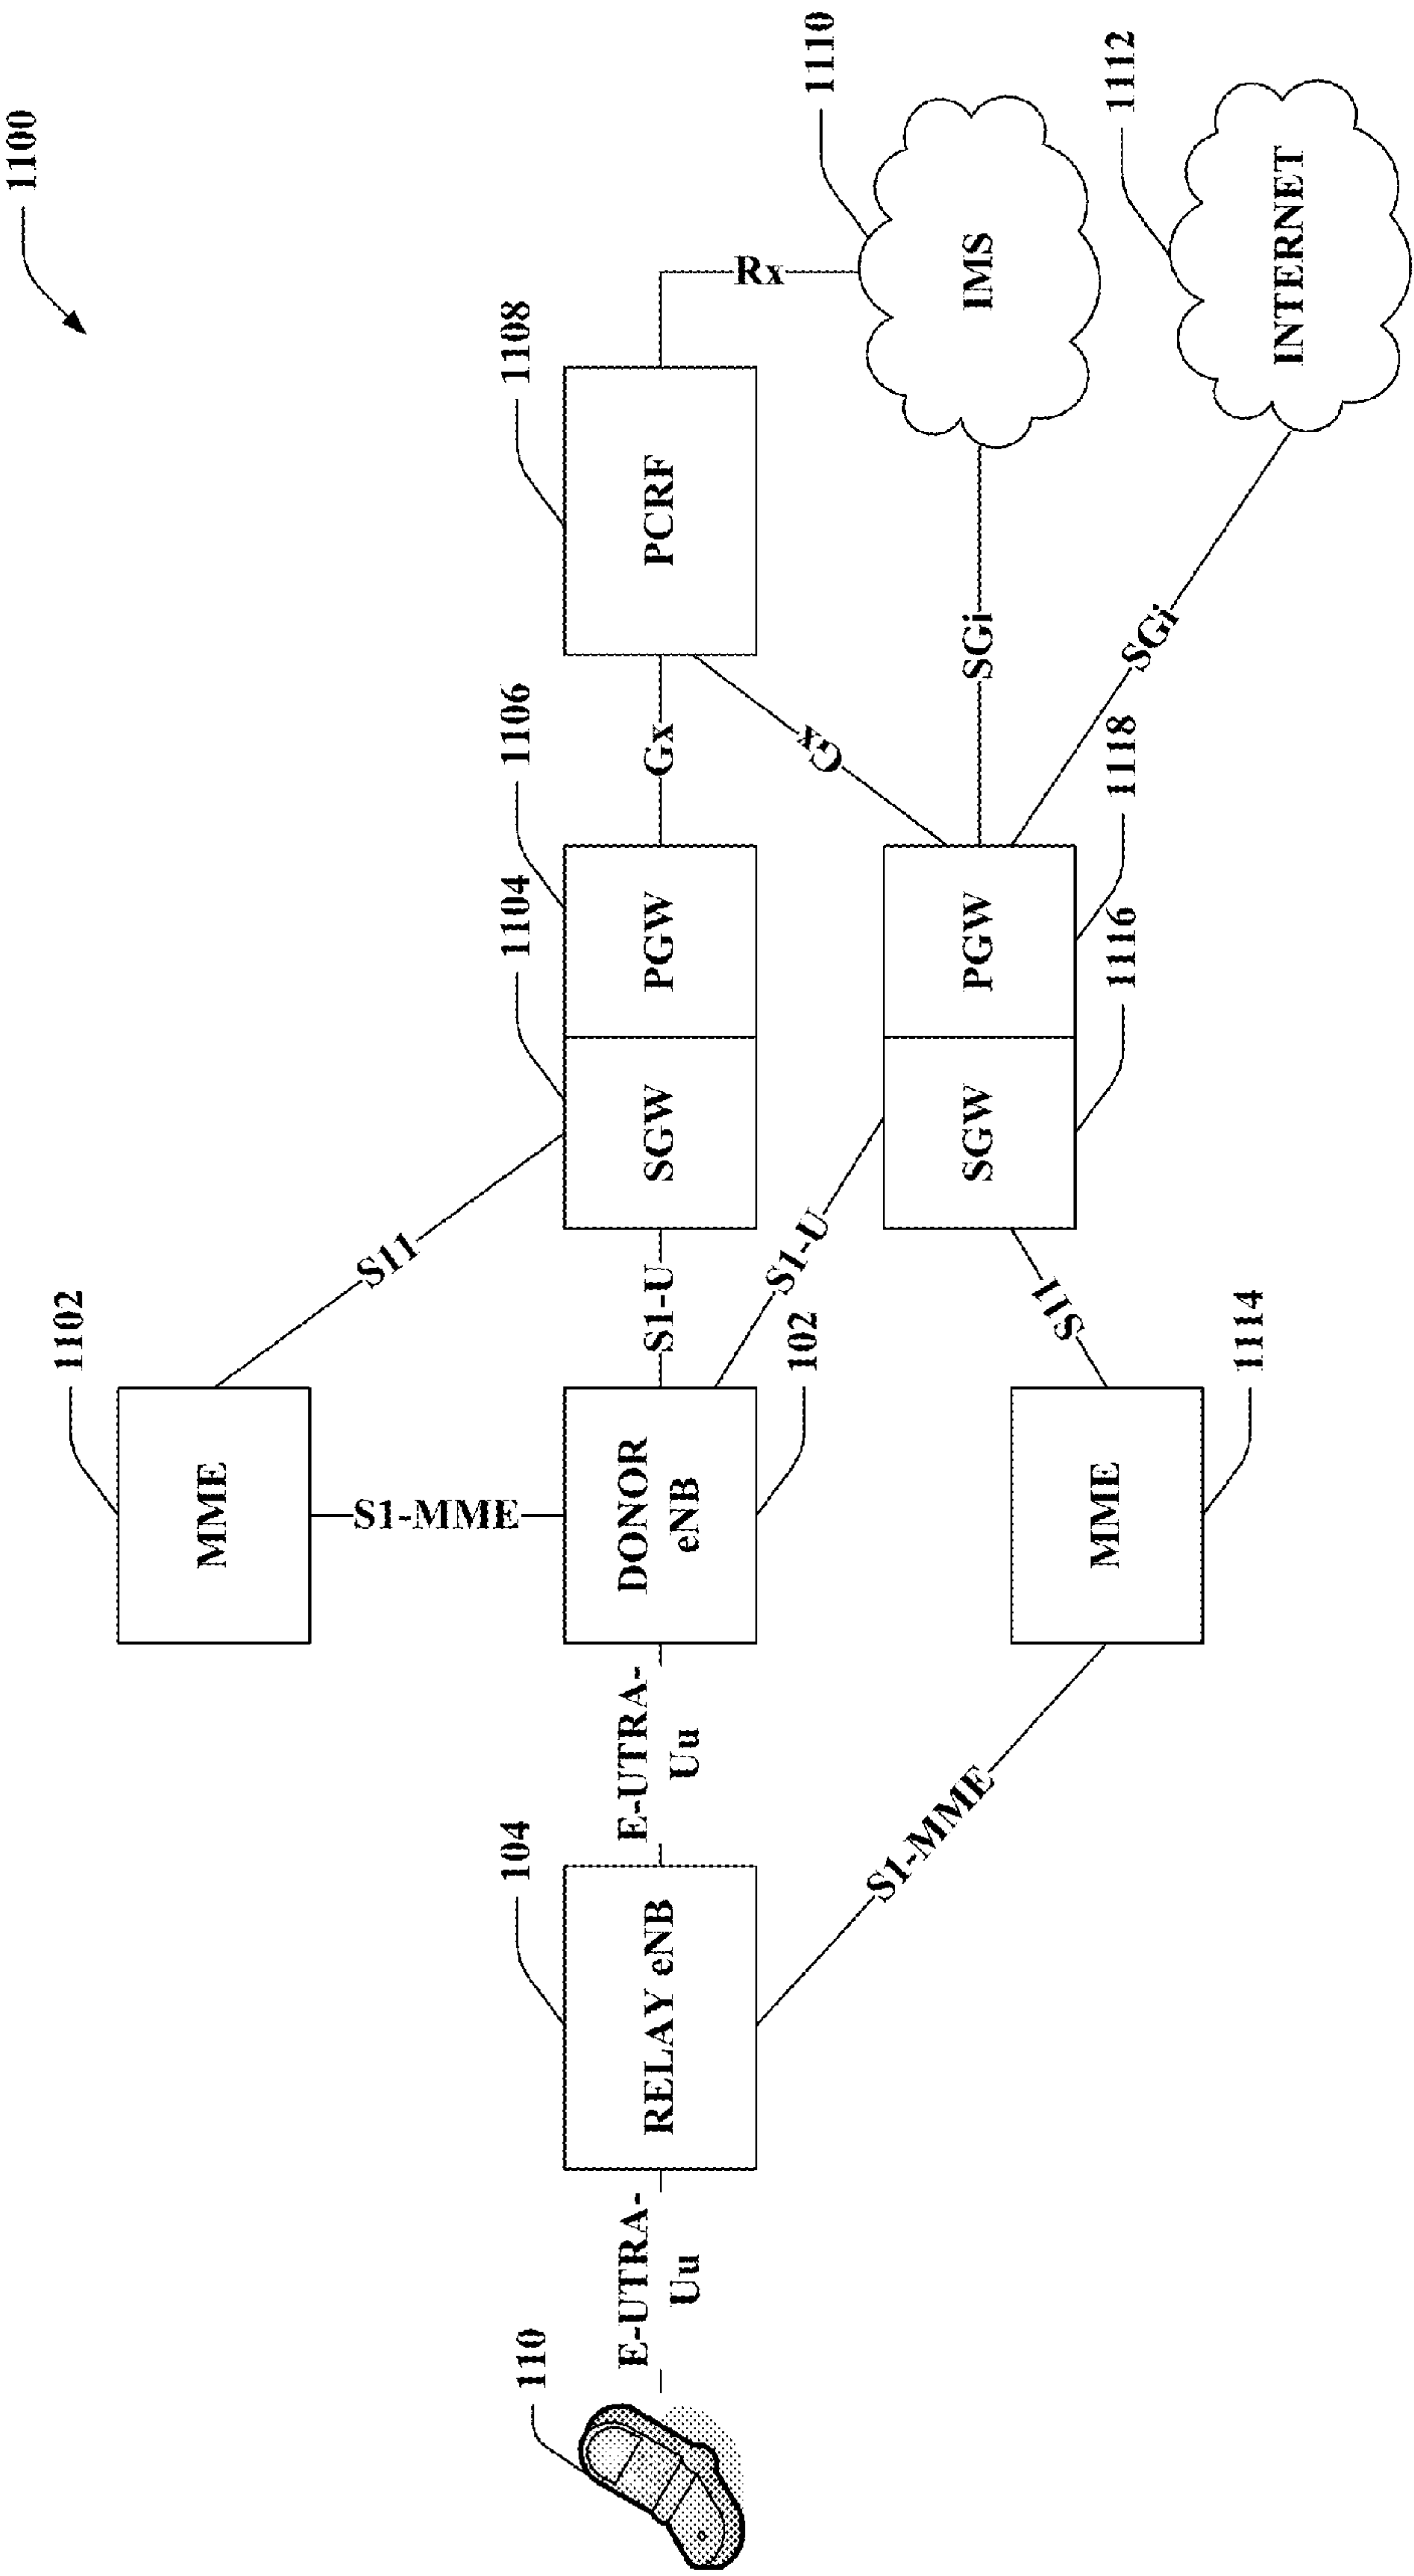 1100
1102
MME
S11
S1-MME
110
E-UTRA-
Uu
104
RELAY eNB
E-UTRA-
Uu
DONOR
eNB
102
S1-U
1104
SGW
1106
PGW
Gx
1108
PCRF
Rx
1110
IMS
S1-U
Gx
SGi
SGW
PGW
1116
1118
SGi
1112
INTERNET
S1-MME
S11
MME
1114